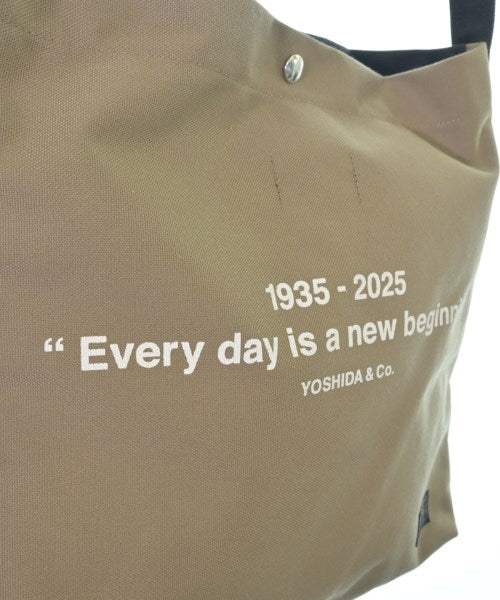 1935 - 2025
“ Every day is a new beginni
YOSHIDA & Co.